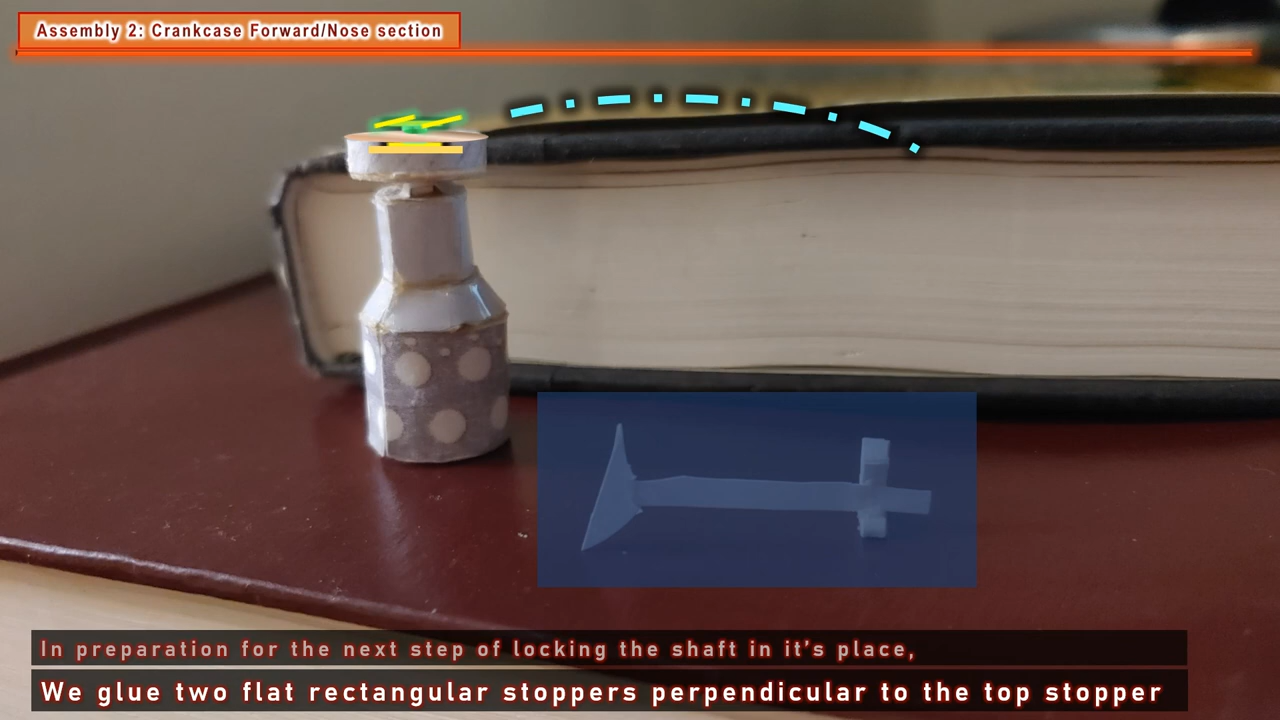 Assembly 2: Crankcase Forward/Nose section
In preparation for the next step of locking the shaft in it's place,
We glue two flat rectangular stoppers perpendicular to the top stopper